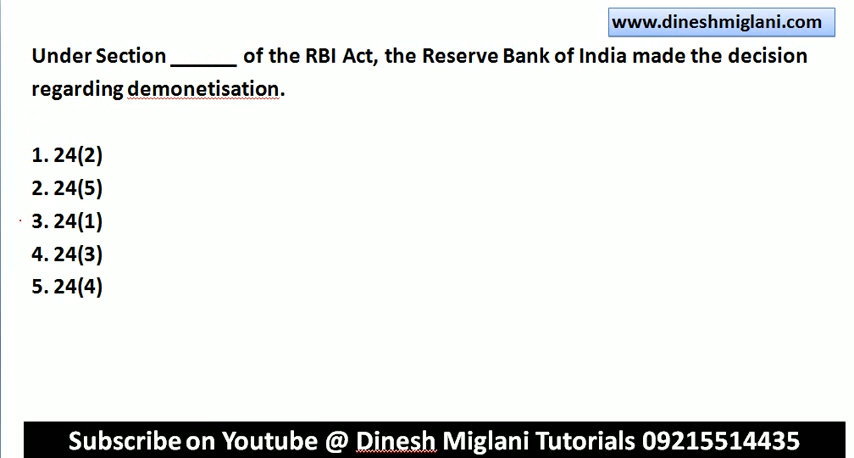 www.dineshmiglani.com
Under Section ______ of the RBI Act, the Reserve Bank of India made the decision
regarding demonetisation.
1. 24(2)
2. 24(5)
3. 24(1)
4. 24(3)
5. 24(4)
Subscribe on Youtube @ Dinesh Miglani Tutorials 09215514435